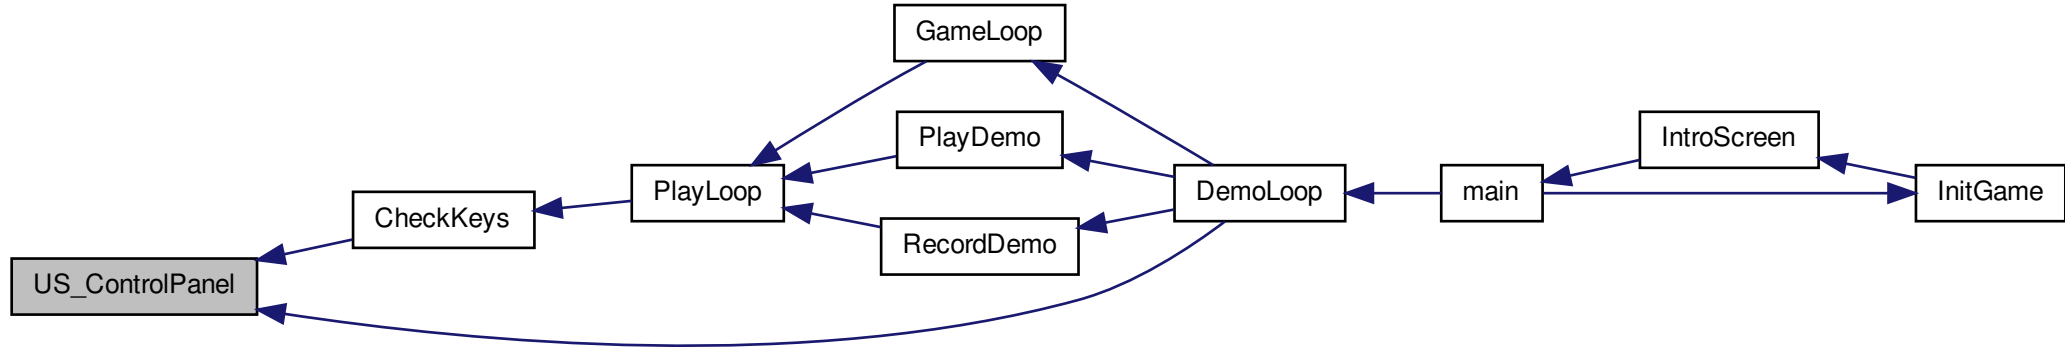 GameLoop
PlayDemo
IntroScreen
PlayLoop
DemoLoop
main
InitGame
CheckKeys
RecordDemo
US_ControlPanel